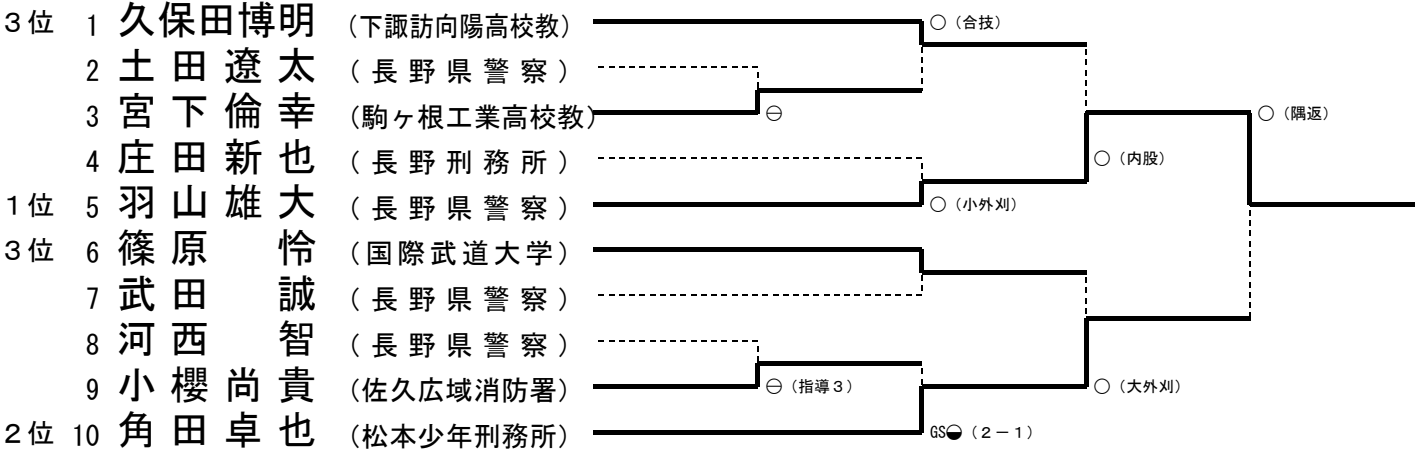 3位 1 久保田博明 (下諏訪向陽高校教) ○(合技)
2 土田遼太 (長野県警察)
3 宮下倫幸 (駒ヶ根工業高校教) ㊀ ○(隅返)
4 庄田新也 (長野刑務所) ○(内股)
1位 5 羽山雄大 (長野県警察) ○(小外刈)
3位 6 篠原 怜 (国際武道大学)
7 武田 誠 (長野県警察)
8 河西 智 (長野県警察)
9 小櫻尚貴 (佐久広域消防署) ㊀(指導3) ○(大外刈)
2位 10 角田卓也 (松本少年刑務所) GS◒(2-1)